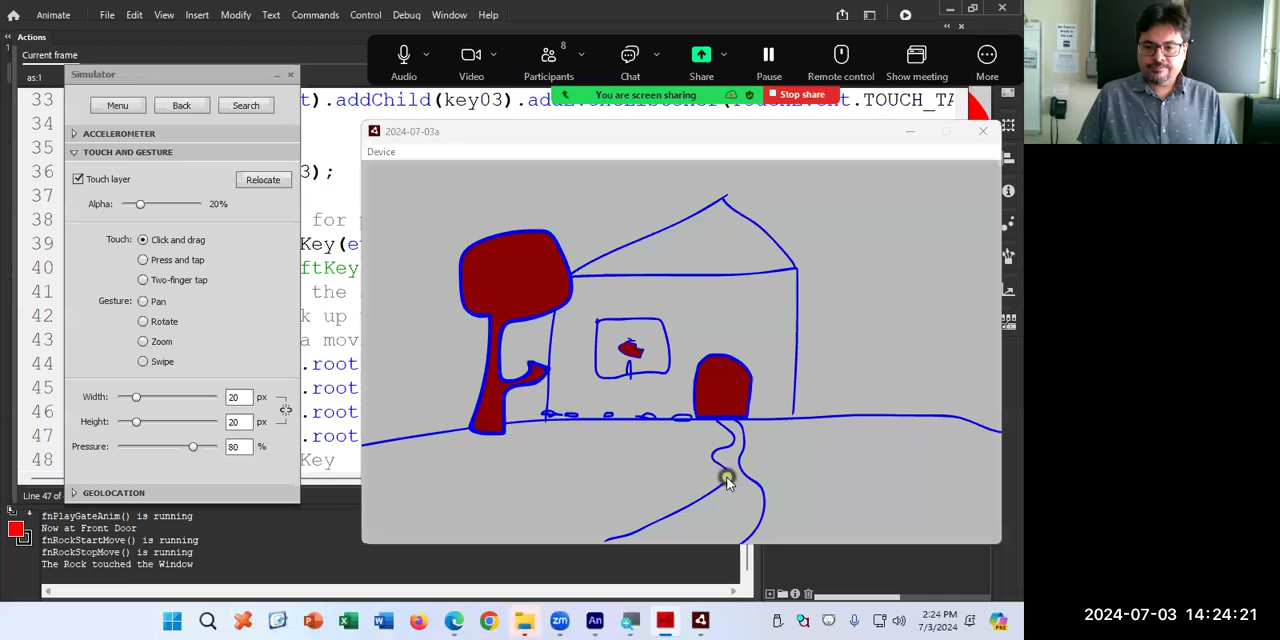 Animate File Edit View Insert Modify Text Commands Control Debug Window Help
Actions
Current frame
as:1
Audio Video Participants 8 Chat Share Pause Remote control Show meeting More
You are screen sharing Stop share
Simulator
Menu Back Search
ACCELEROMETER
TOUCH AND GESTURE
Touch layer Relocate
Alpha: 20%
Touch: Click and drag
Press and tap
Two-finger tap
Gesture: Pan
Rotate
Zoom
Swipe
Width: 20 px
Height: 20 px
Pressure: 80 %
GEOLOCATION
33 t).addChild(key03).
34
35
36 3);
37
38 for
39 Key(
40 ftKey
41 the
42 k up
43 a mov
44 .root
45 .root
46 .root
47 .root
48 Key
2024-07-03a
Device
Line 47 of
fnPlayGateAnim() is running
Now at Front Door
fnRockStartMove() is running
fnRockStopMove() is running
The Rock touched the Window
2:24 PM
7/3/2024
2024-07-03 14:24:21